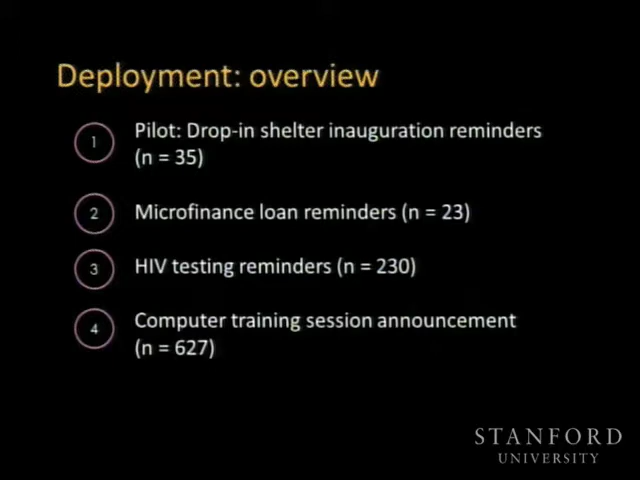 Deployment: overview
1
Pilot: Drop-in shelter inauguration reminders
(n = 35)
2
Microfinance loan reminders (n = 23)
3
HIV testing reminders (n = 230)
4
Computer training session announcement
(n = 627)
STANFORD
UNIVERSITY